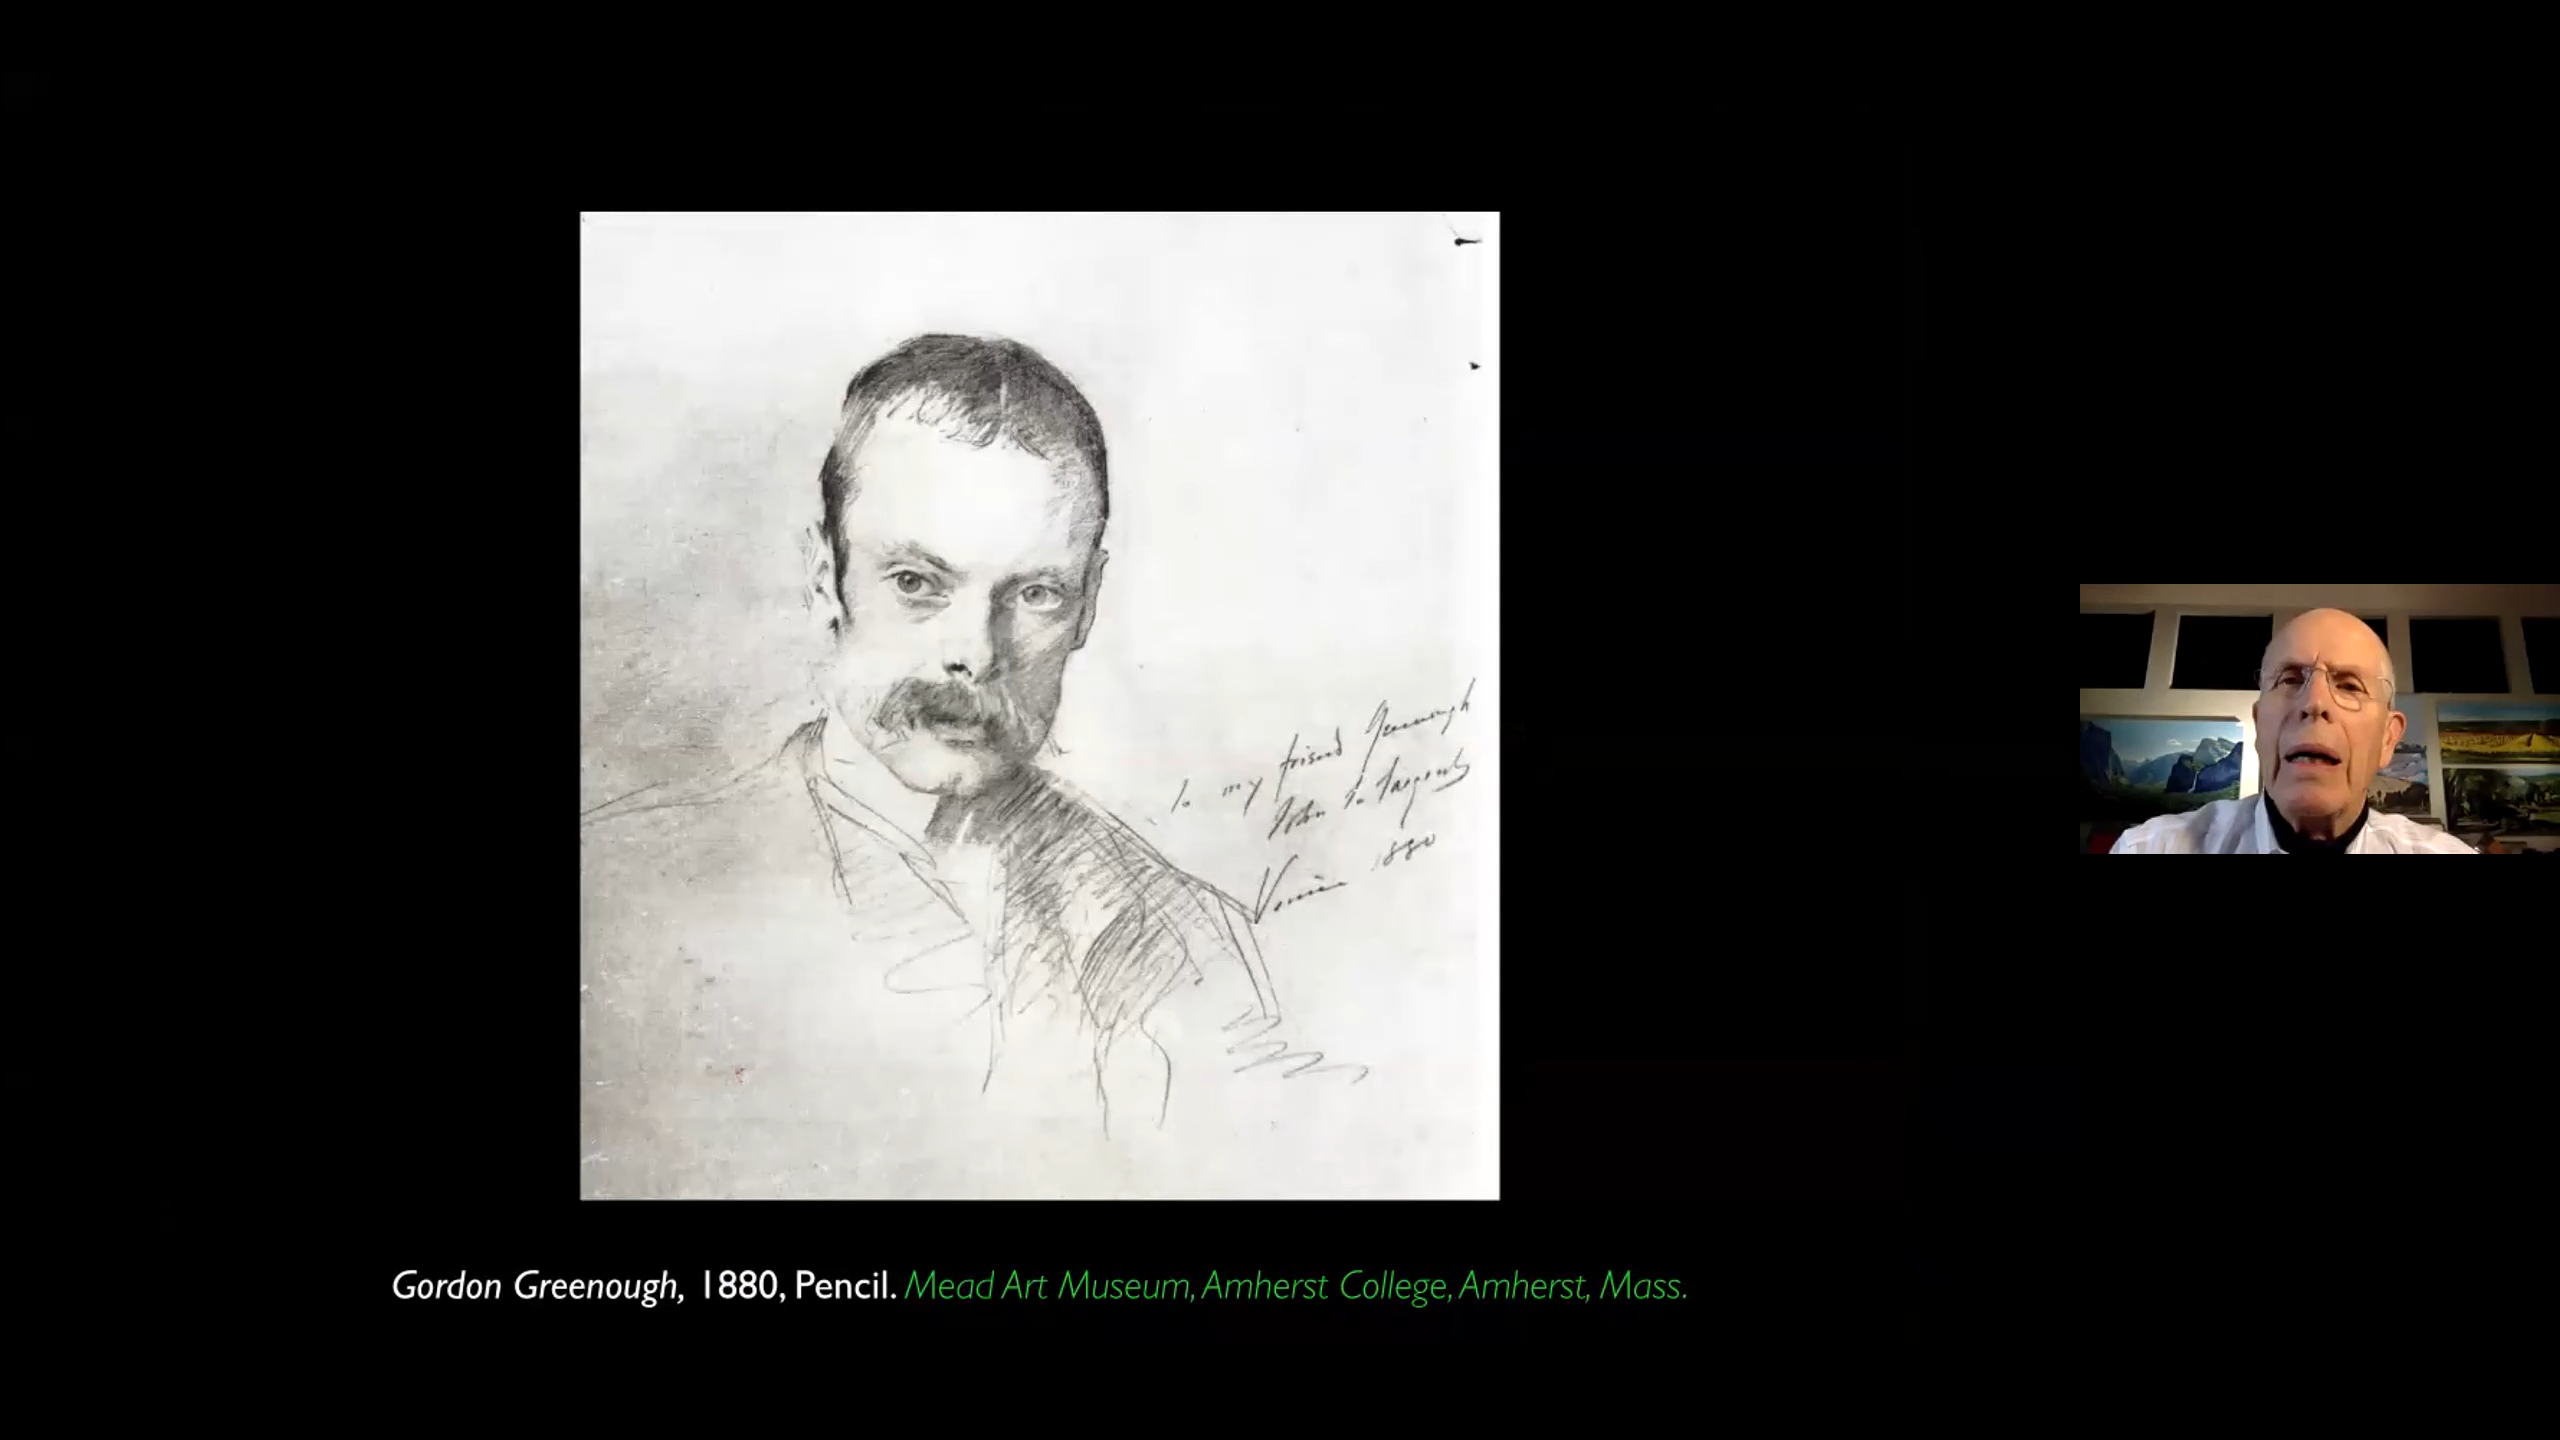 to my friend Greenough
John S. Sargent
Venice 1880
Gordon Greenough, 1880, Pencil. Mead Art Museum, Amherst College, Amherst, Mass.